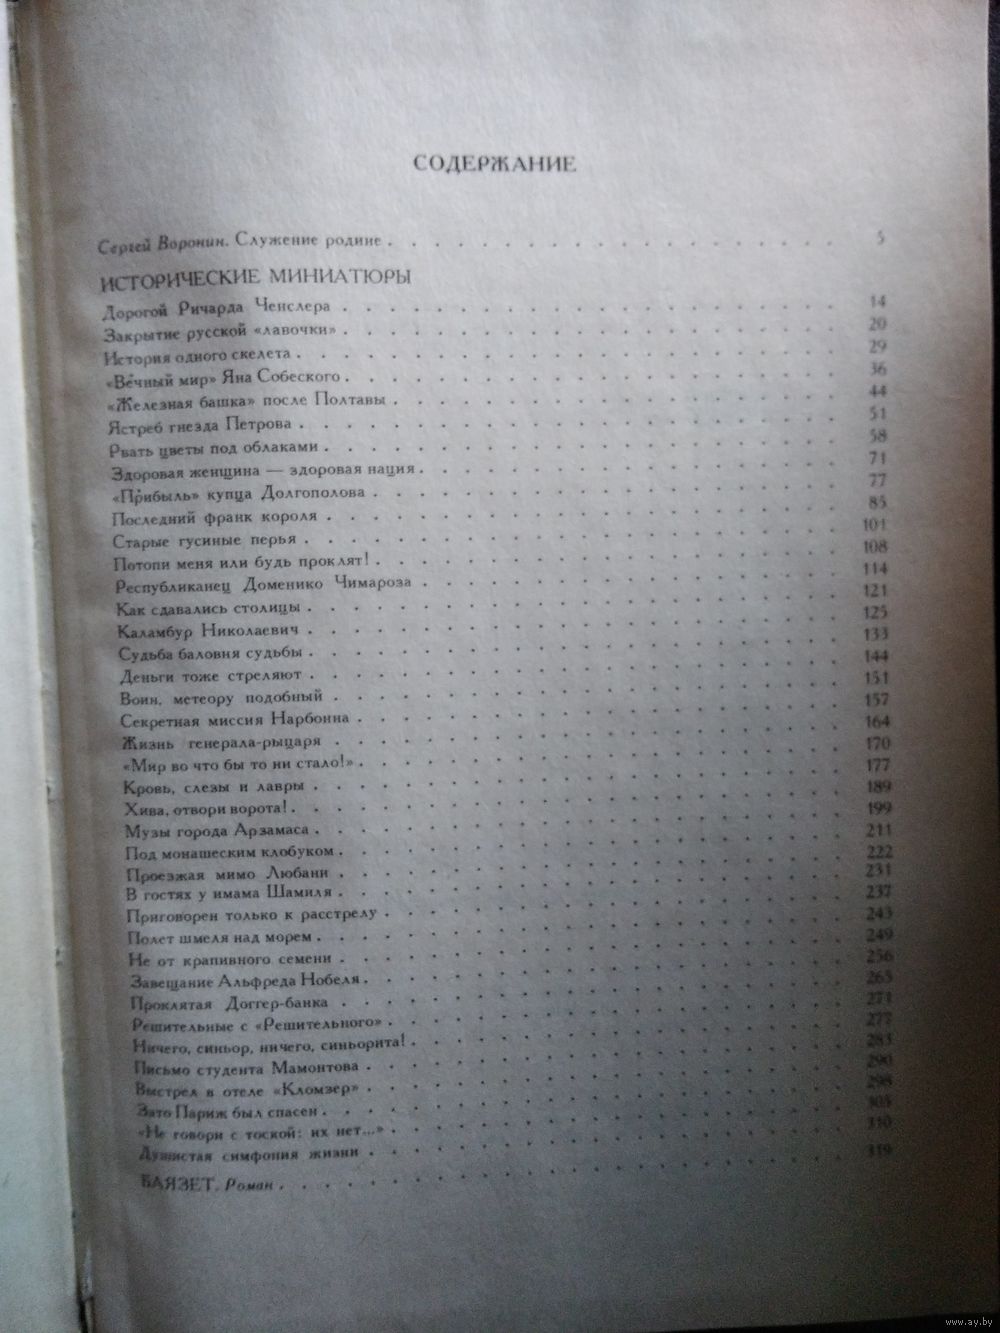 СОДЕРЖАНИЕ
Сергей Воронин. Служение родине . . . . . . . . . . . . . . . . . . 5
ИСТОРИЧЕСКИЕ МИНИАТЮРЫ
Дорогой Ричарда Ченслера . . . . . . . . . . . . . . . . . . 14
Закрытие русской «лавочки» . . . . . . . . . . . . . . . . . . 20
История одного скелета . . . . . . . . . . . . . . . . . . 29
«Вечный мир» Яна Собеского . . . . . . . . . . . . . . . . . . 36
«Железная башка» после Полтавы . . . . . . . . . . . . . . . . . . 44
Ястреб гнезда Петрова . . . . . . . . . . . . . . . . . . 51
Рвать цветы под облаками . . . . . . . . . . . . . . . . . . 58
Здоровая женщина — здоровая нация . . . . . . . . . . . . . . . . . . 71
«Прибыль» купца Долгополова . . . . . . . . . . . . . . . . . . 77
Последний франк короля . . . . . . . . . . . . . . . . . . 85
Старые гусиные перья . . . . . . . . . . . . . . . . . . 101
Потопи меня или будь проклят! . . . . . . . . . . . . . . . . . . 108
Республиканец Доменико Чимароза . . . . . . . . . . . . . . . . . . 114
Как сдавались столицы . . . . . . . . . . . . . . . . . . 121
Каламбур Николаевич . . . . . . . . . . . . . . . . . . 125
Судьба баловня судьбы . . . . . . . . . . . . . . . . . . 133
Деньги тоже стреляют . . . . . . . . . . . . . . . . . . 144
Воин, метеору подобный . . . . . . . . . . . . . . . . . . 151
Секретная миссия Нарбонна . . . . . . . . . . . . . . . . . . 157
Жизнь генерала-рыцаря . . . . . . . . . . . . . . . . . . 164
«Мир во что бы то ни стало!» . . . . . . . . . . . . . . . . . . 170
Кровь, слезы и лавры . . . . . . . . . . . . . . . . . . 177
Хива, отвори ворота! . . . . . . . . . . . . . . . . . . 189
Музы города Арзамаса . . . . . . . . . . . . . . . . . . 199
Под монашеским клобуком . . . . . . . . . . . . . . . . . . 211
Проезжая мимо Любани . . . . . . . . . . . . . . . . . . 222
В гостях у имама Шамиля . . . . . . . . . . . . . . . . . . 231
Приговорен только к расстрелу . . . . . . . . . . . . . . . . . . 237
Полет шмеля над морем . . . . . . . . . . . . . . . . . . 243
Не от крапивного семени . . . . . . . . . . . . . . . . . . 249
Завещание Альфреда Нобеля . . . . . . . . . . . . . . . . . . 256
Проклятая Доггер-банка . . . . . . . . . . . . . . . . . . 265
Решительные с «Решительного» . . . . . . . . . . . . . . . . . . 271
Ничего, синьор, ничего, синьорита! . . . . . . . . . . . . . . . . . . 277
Письмо студента Мамонтова . . . . . . . . . . . . . . . . . . 283
Выстрел в отеле «Кломзер» . . . . . . . . . . . . . . . . . . 290
Зато Париж был спасен . . . . . . . . . . . . . . . . . . 298
«Не говори с тоской: их нет...» . . . . . . . . . . . . . . . . . . 305
Душистая симфония жизни . . . . . . . . . . . . . . . . . . 310
БАЯЗЕТ. Роман . . . . . . . . . . . . . . . . . . 319
www.ay.by